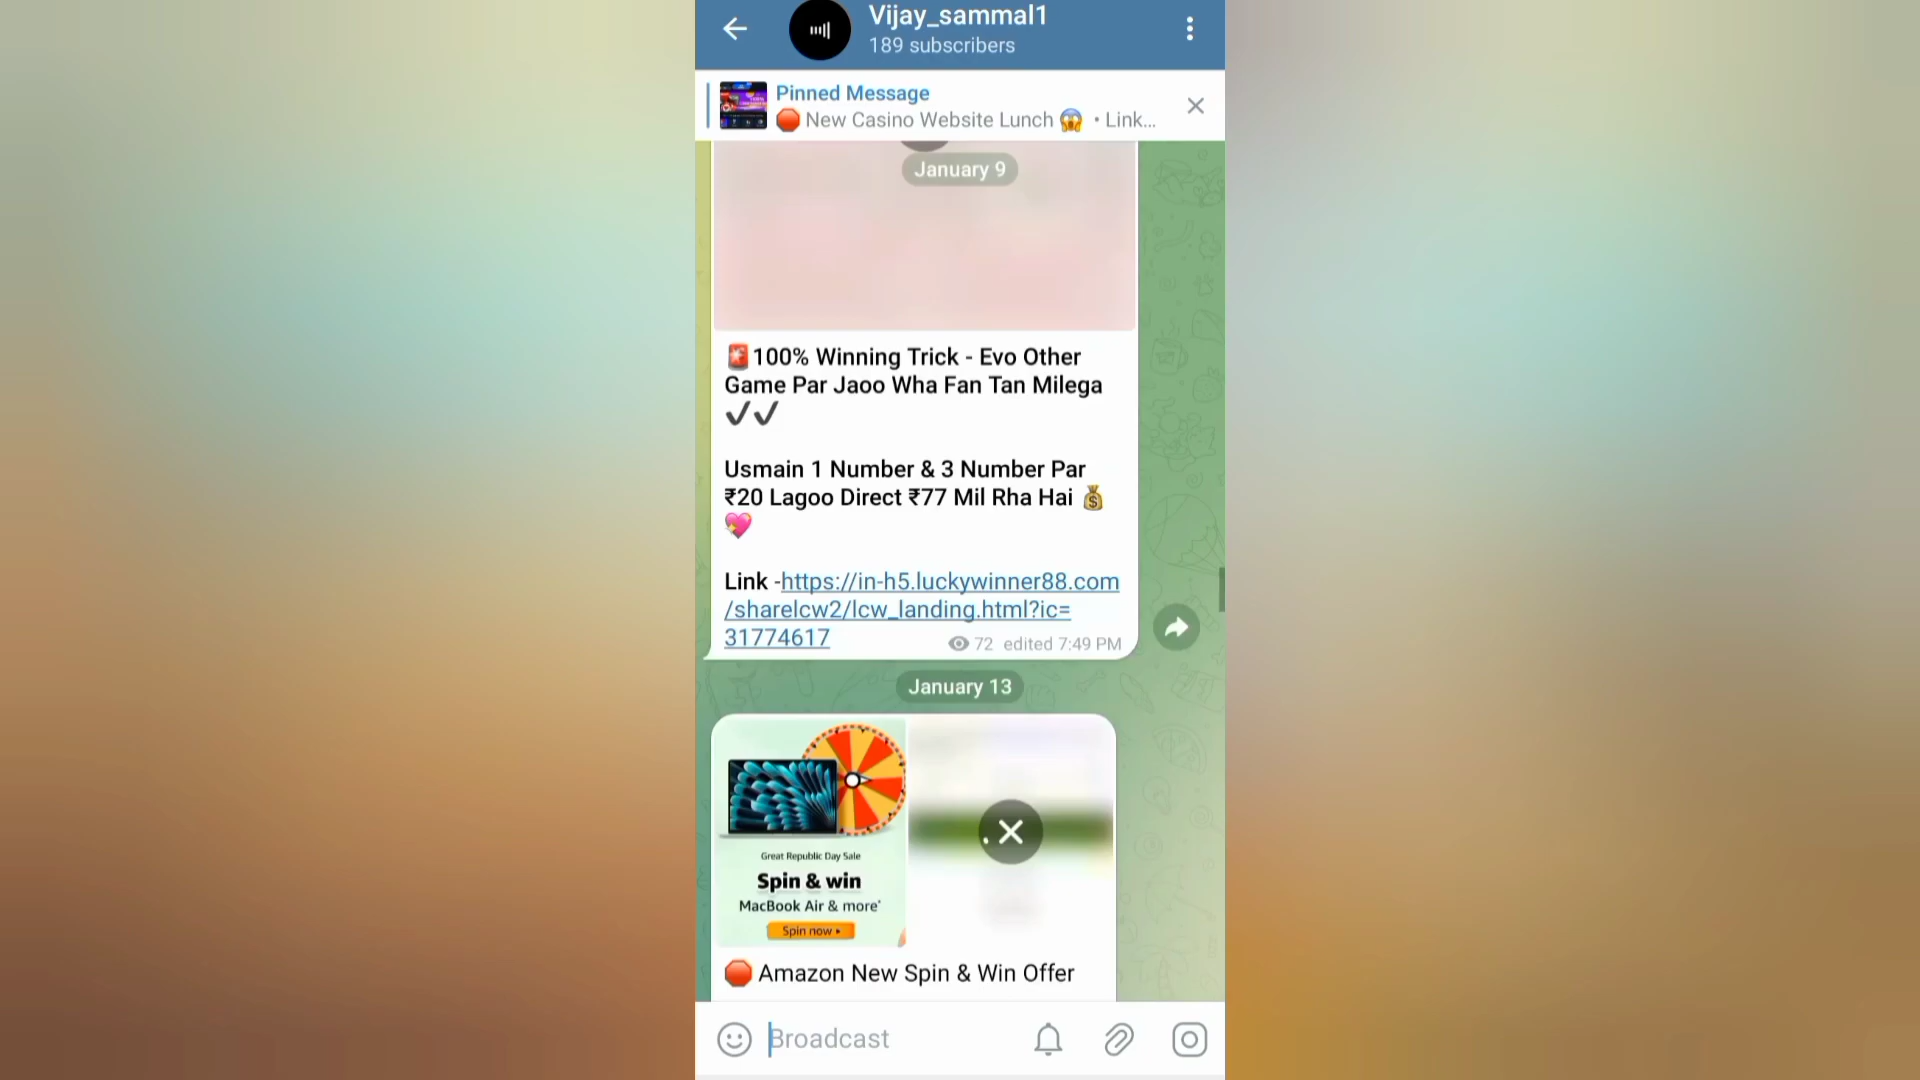 Vijay_sammal1
189 subscribers
Pinned Message
🛑 New Casino Website Lunch 😱 • Link...
January 9
🚨100% Winning Trick - Evo Other
Game Par Jaoo Wha Fan Tan Milega
✔✔
Usmain 1 Number & 3 Number Par
₹20 Lagoo Direct ₹77 Mil Rha Hai 💰
💖
Link -https://in-h5.luckywinner88.com
/sharelcw2/lcw_landing.html?ic=
31774617
72 edited 7:49 PM
January 13
Great Republic Day Sale
Spin & win
MacBook Air & more*
Spin now ▸
🛑 Amazon New Spin & Win Offer
Broadcast